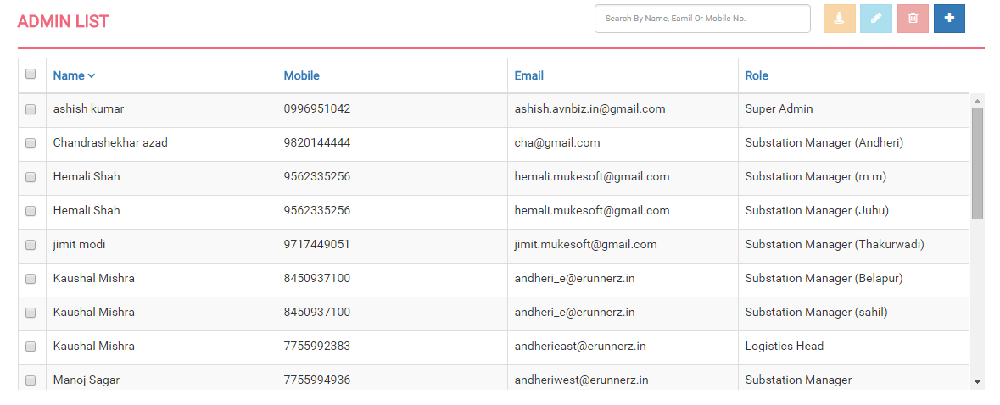 ADMIN LIST
Search By Name, Eamil Or Mobile No.
Name Mobile Email Role
ashish kumar 0996951042 ashish.avnbiz.in@gmail.com Super Admin
Chandrashekhar azad 9820144444 cha@gmail.com Substation Manager (Andheri)
Hemali Shah 9562335256 hemali.mukesoft@gmail.com Substation Manager (m m)
Hemali Shah 9562335256 hemali.mukesoft@gmail.com Substation Manager (Juhu)
jimit modi 9717449051 jimit.mukesoft@gmail.com Substation Manager (Thakurwadi)
Kaushal Mishra 8450937100 andheri_e@erunnerz.in Substation Manager (Belapur)
Kaushal Mishra 8450937100 andheri_e@erunnerz.in Substation Manager (sahil)
Kaushal Mishra 7755992383 andherieast@erunnerz.in Logistics Head
Manoj Sagar 7755994936 andheriwest@erunnerz.in Substation Manager